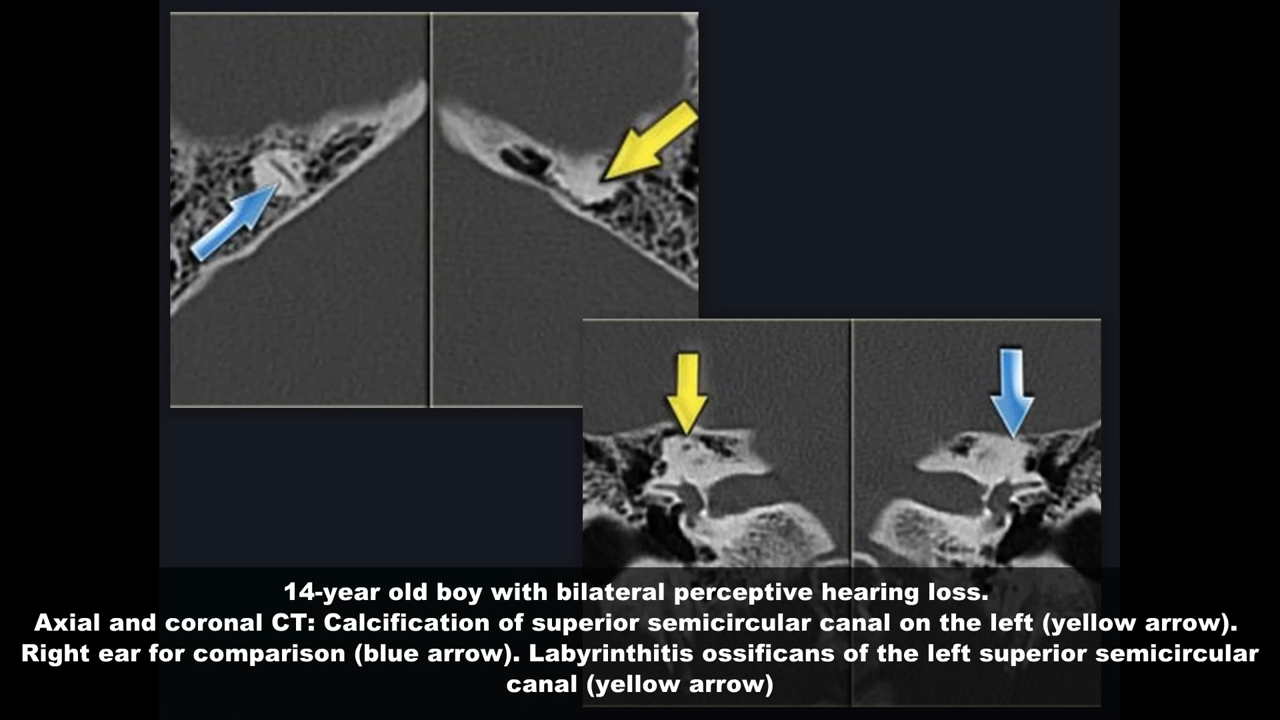 14-year old boy with bilateral perceptive hearing loss.
Axial and coronal CT: Calcification of superior semicircular canal on the left (yellow arrow).
Right ear for comparison (blue arrow). Labyrinthitis ossificans of the left superior semicircular
canal (yellow arrow)